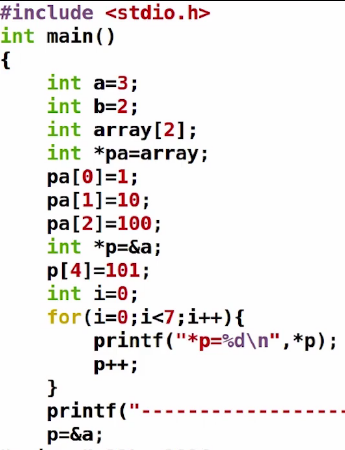 #include <stdio.h>
int main()
{
    int a=3;
    int b=2;
    int array[2];
    int *pa=array;
    pa[0]=1;
    pa[1]=10;
    pa[2]=100;
    int *p=&a;
    p[4]=101;
    int i=0;
    for(i=0;i<7;i++){
        printf("*p=%d\n",*p);
        p++;
    }
    printf("------------------
    p=&a;